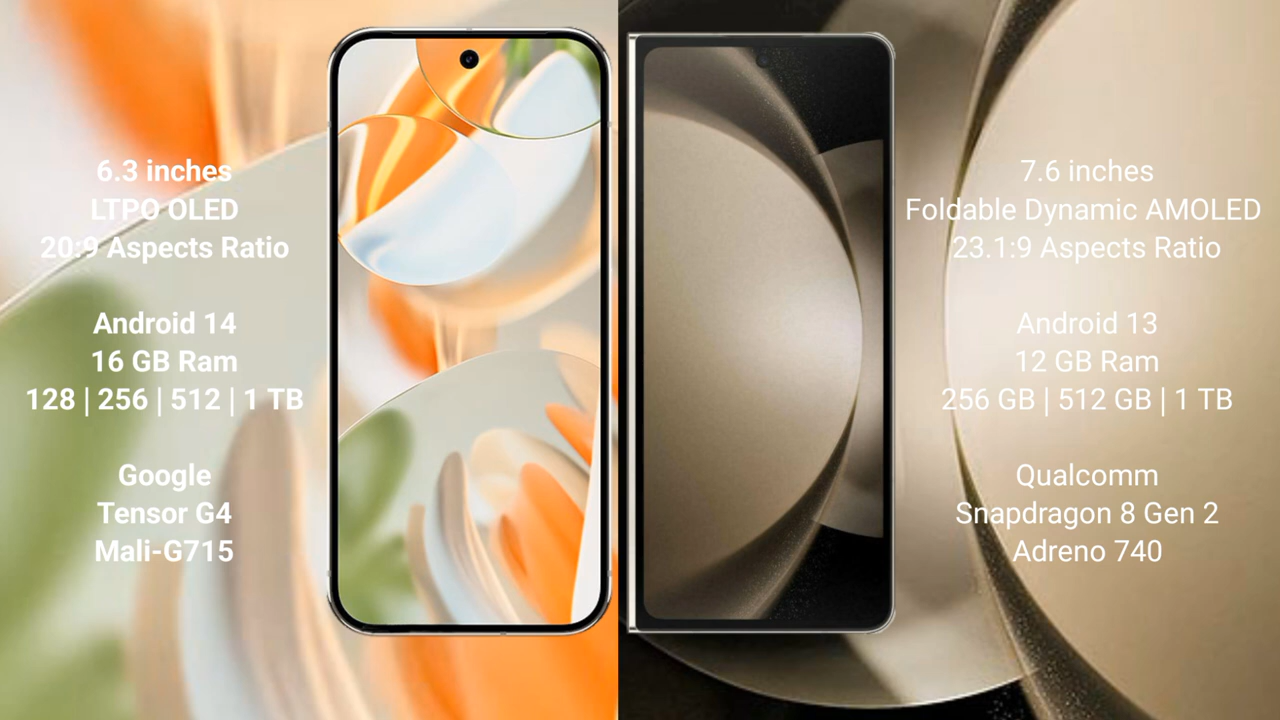 6.3 inches
LTPO OLED
20:9 Aspects Ratio
Android 14
16 GB Ram
128 | 256 | 512 | 1 TB
Google
Tensor G4
Mali-G715
7.6 inches
Foldable Dynamic AMOLED
23.1:9 Aspects Ratio
Android 13
12 GB Ram
256 GB | 512 GB | 1 TB
Qualcomm
Snapdragon 8 Gen 2
Adreno 740